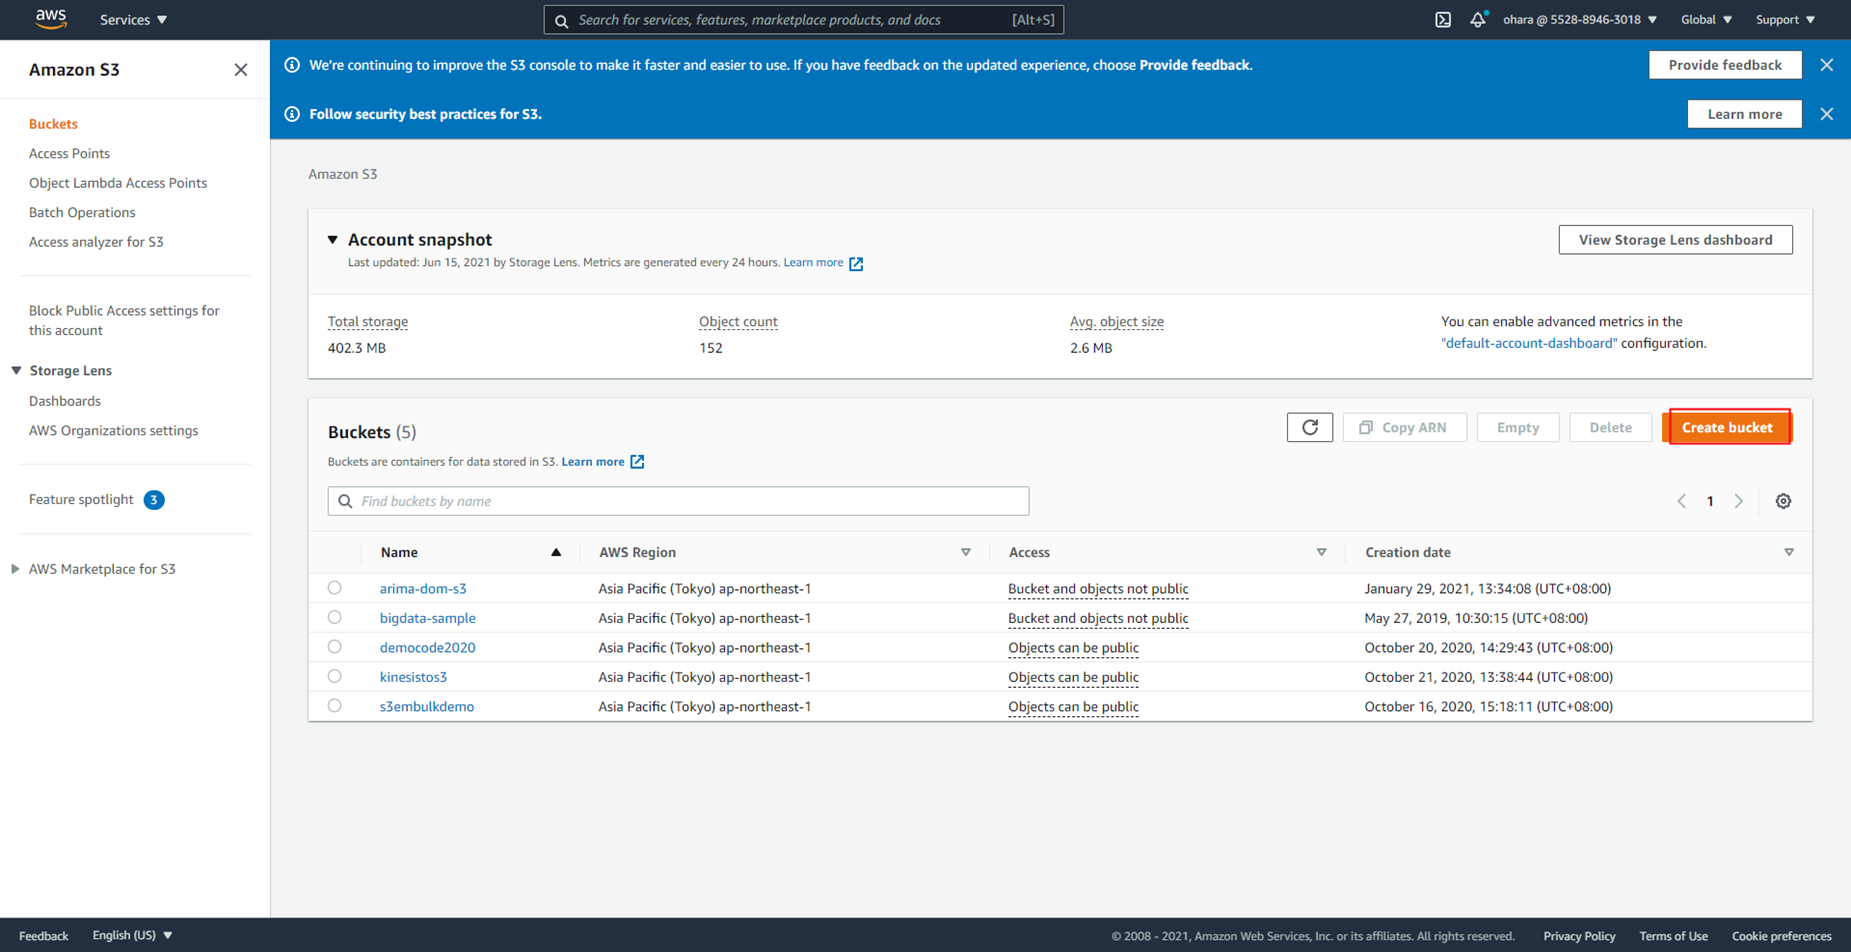 aws
Services
Search for services, features, marketplace products, and docs [Alt+S]
ohara @ 5528-8946-3018
Global
Support
Amazon S3
Buckets
Access Points
Object Lambda Access Points
Batch Operations
Access analyzer for S3
Block Public Access settings for
this account
Storage Lens
Dashboards
AWS Organizations settings
Feature spotlight 3
AWS Marketplace for S3
We're continuing to improve the S3 console to make it faster and easier to use. If you have feedback on the updated experience, choose Provide feedback.
Provide feedback
Follow security best practices for S3.
Learn more
Amazon S3
Account snapshot
View Storage Lens dashboard
Last updated: Jun 15, 2021 by Storage Lens. Metrics are generated every 24 hours. Learn more
Total storage
402.3 MB
Object count
152
Avg. object size
2.6 MB
You can enable advanced metrics in the
"default-account-dashboard" configuration.
Buckets (5)
Copy ARN
Empty
Delete
Create bucket
Buckets are containers for data stored in S3. Learn more
Find buckets by name
1
Name AWS Region Access Creation date
arima-dom-s3 Asia Pacific (Tokyo) ap-northeast-1 Bucket and objects not public January 29, 2021, 13:34:08 (UTC+08:00)
bigdata-sample Asia Pacific (Tokyo) ap-northeast-1 Bucket and objects not public May 27, 2019, 10:30:15 (UTC+08:00)
democode2020 Asia Pacific (Tokyo) ap-northeast-1 Objects can be public October 20, 2020, 14:29:43 (UTC+08:00)
kinesistos3 Asia Pacific (Tokyo) ap-northeast-1 Objects can be public October 21, 2020, 13:38:44 (UTC+08:00)
s3embulkdemo Asia Pacific (Tokyo) ap-northeast-1 Objects can be public October 16, 2020, 15:18:11 (UTC+08:00)
Feedback
English (US)
© 2008 - 2021, Amazon Web Services, Inc. or its affiliates. All rights reserved.
Privacy Policy
Terms of Use
Cookie preferences